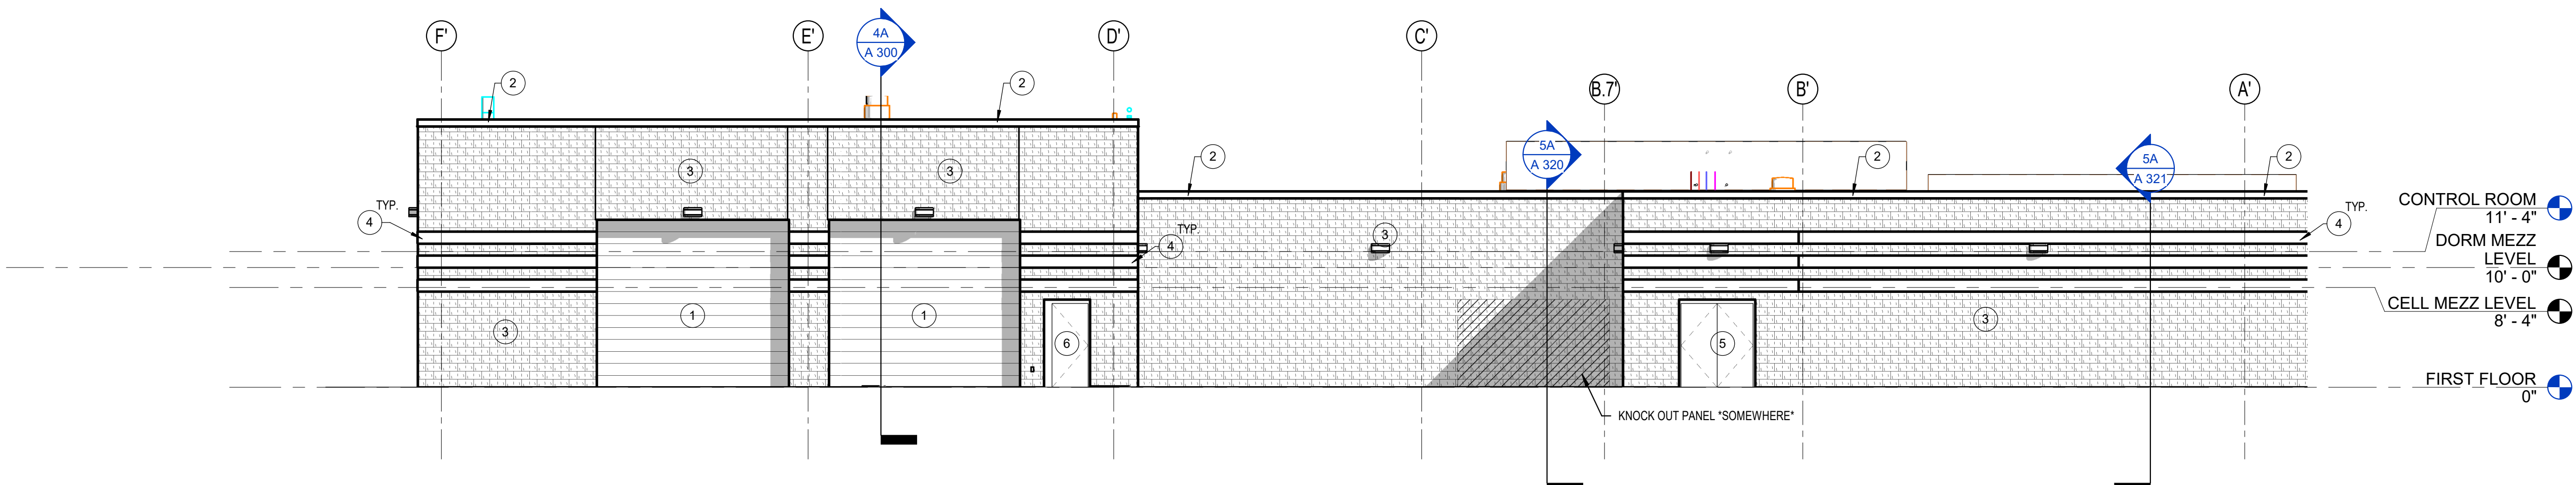 F'
E'
4A
A 300
D'
C'
B.7'
B'
A'
2
2
2
5A
A 320
2
5A
A 321
2
3
3
TYP.
4
TYP.
4
3
TYP.
4
CONTROL ROOM
11' - 4"
DORM MEZZ
LEVEL
10' - 0"
CELL MEZZ LEVEL
8' - 4"
3
1
1
6
5
3
FIRST FLOOR
0"
KNOCK OUT PANEL *SOMEWHERE*